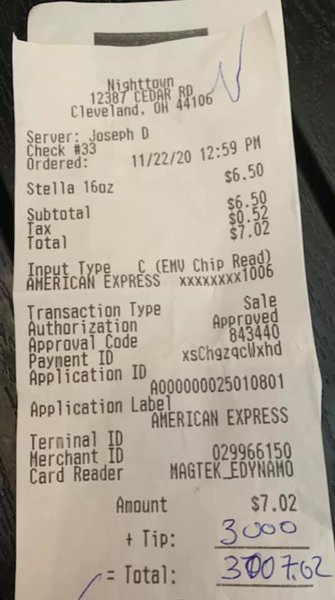 Nighttown
12387 CEDAR RD
Cleveland, OH 44106
Server: Joseph D
Check #33
Ordered: 11/22/20 12:59 PM
Stella 16oz $6.50
Subtotal $6.50
Tax $0.52
Total $7.02
Input Type C (EMV Chip Read)
AMERICAN EXPRESS xxxxxxxx1006
Transaction Type Sale
Authorization Approved
Approval Code 843440
Payment ID xsChgzqcWxhd
Application ID
A000000025010801
Application Label
AMERICAN EXPRESS
Terminal ID
Merchant ID 029966150
Card Reader MAGTEK_EDYNAMO
Amount $7.02
+ Tip: 3000
= Total: 3007.02